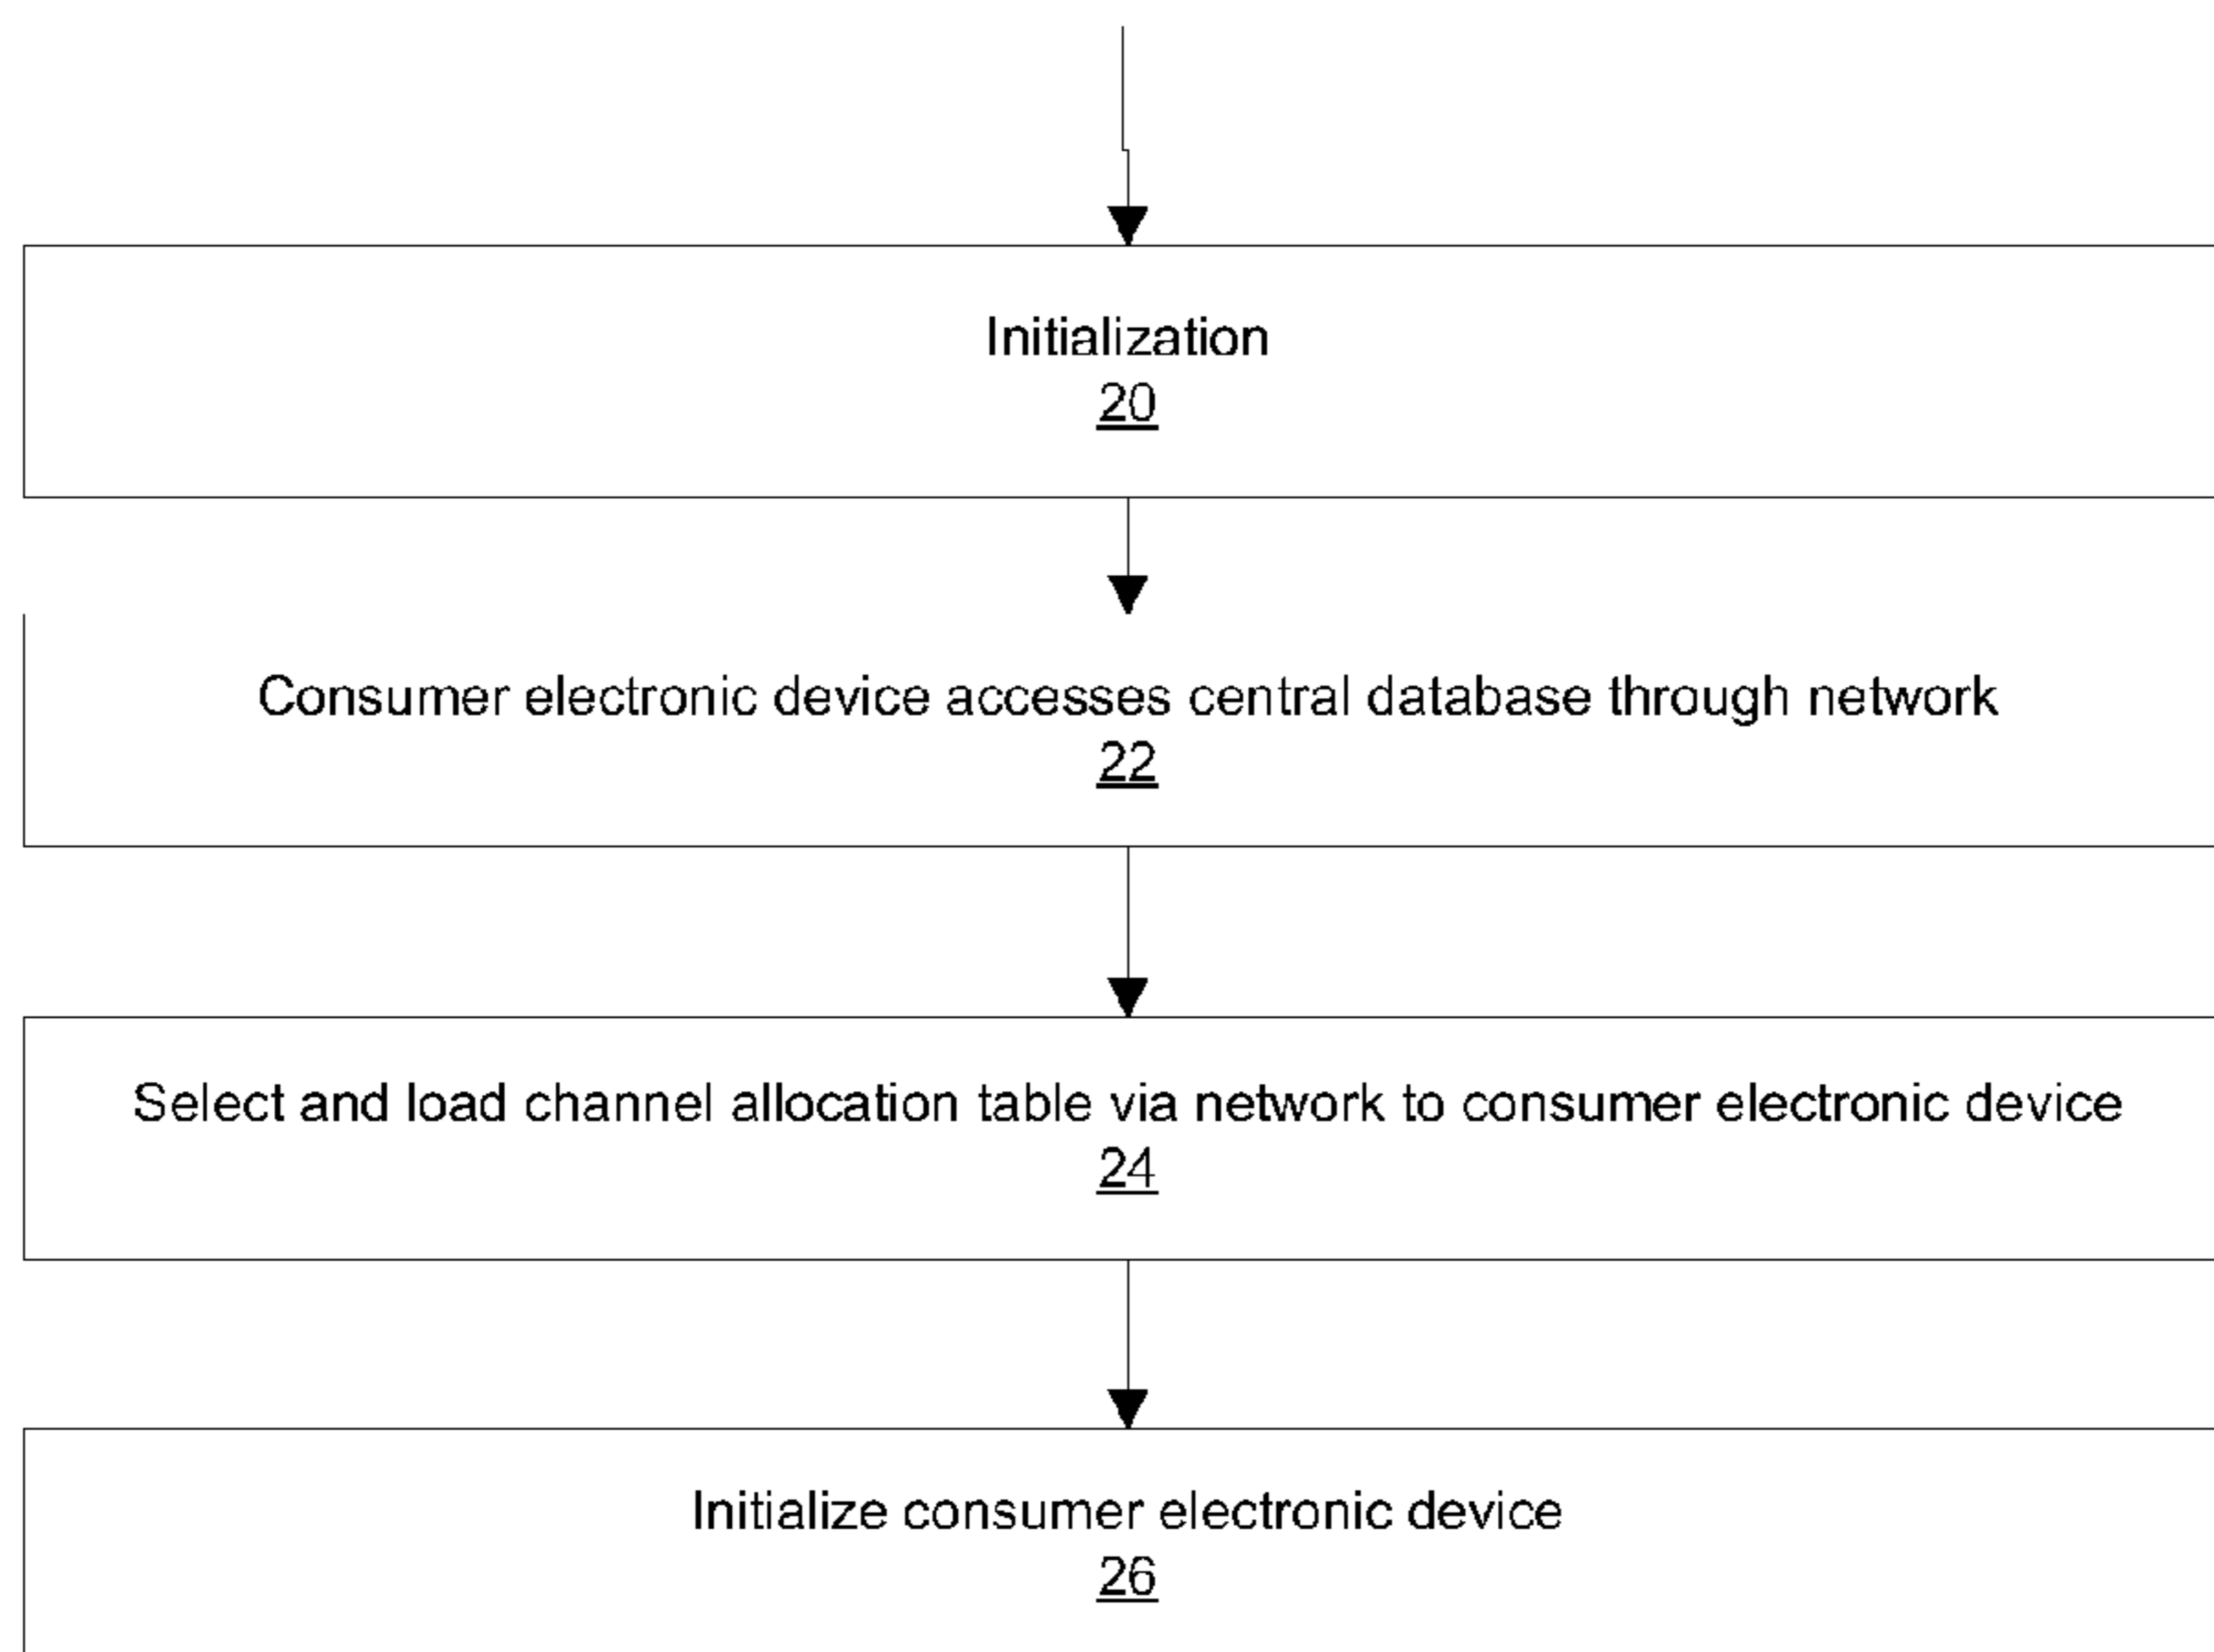 Initialization
20
Consumer electronic device accesses central database through network
22
Select and load channel allocation table via network to consumer electronic device
24
Initialize consumer electronic device
26